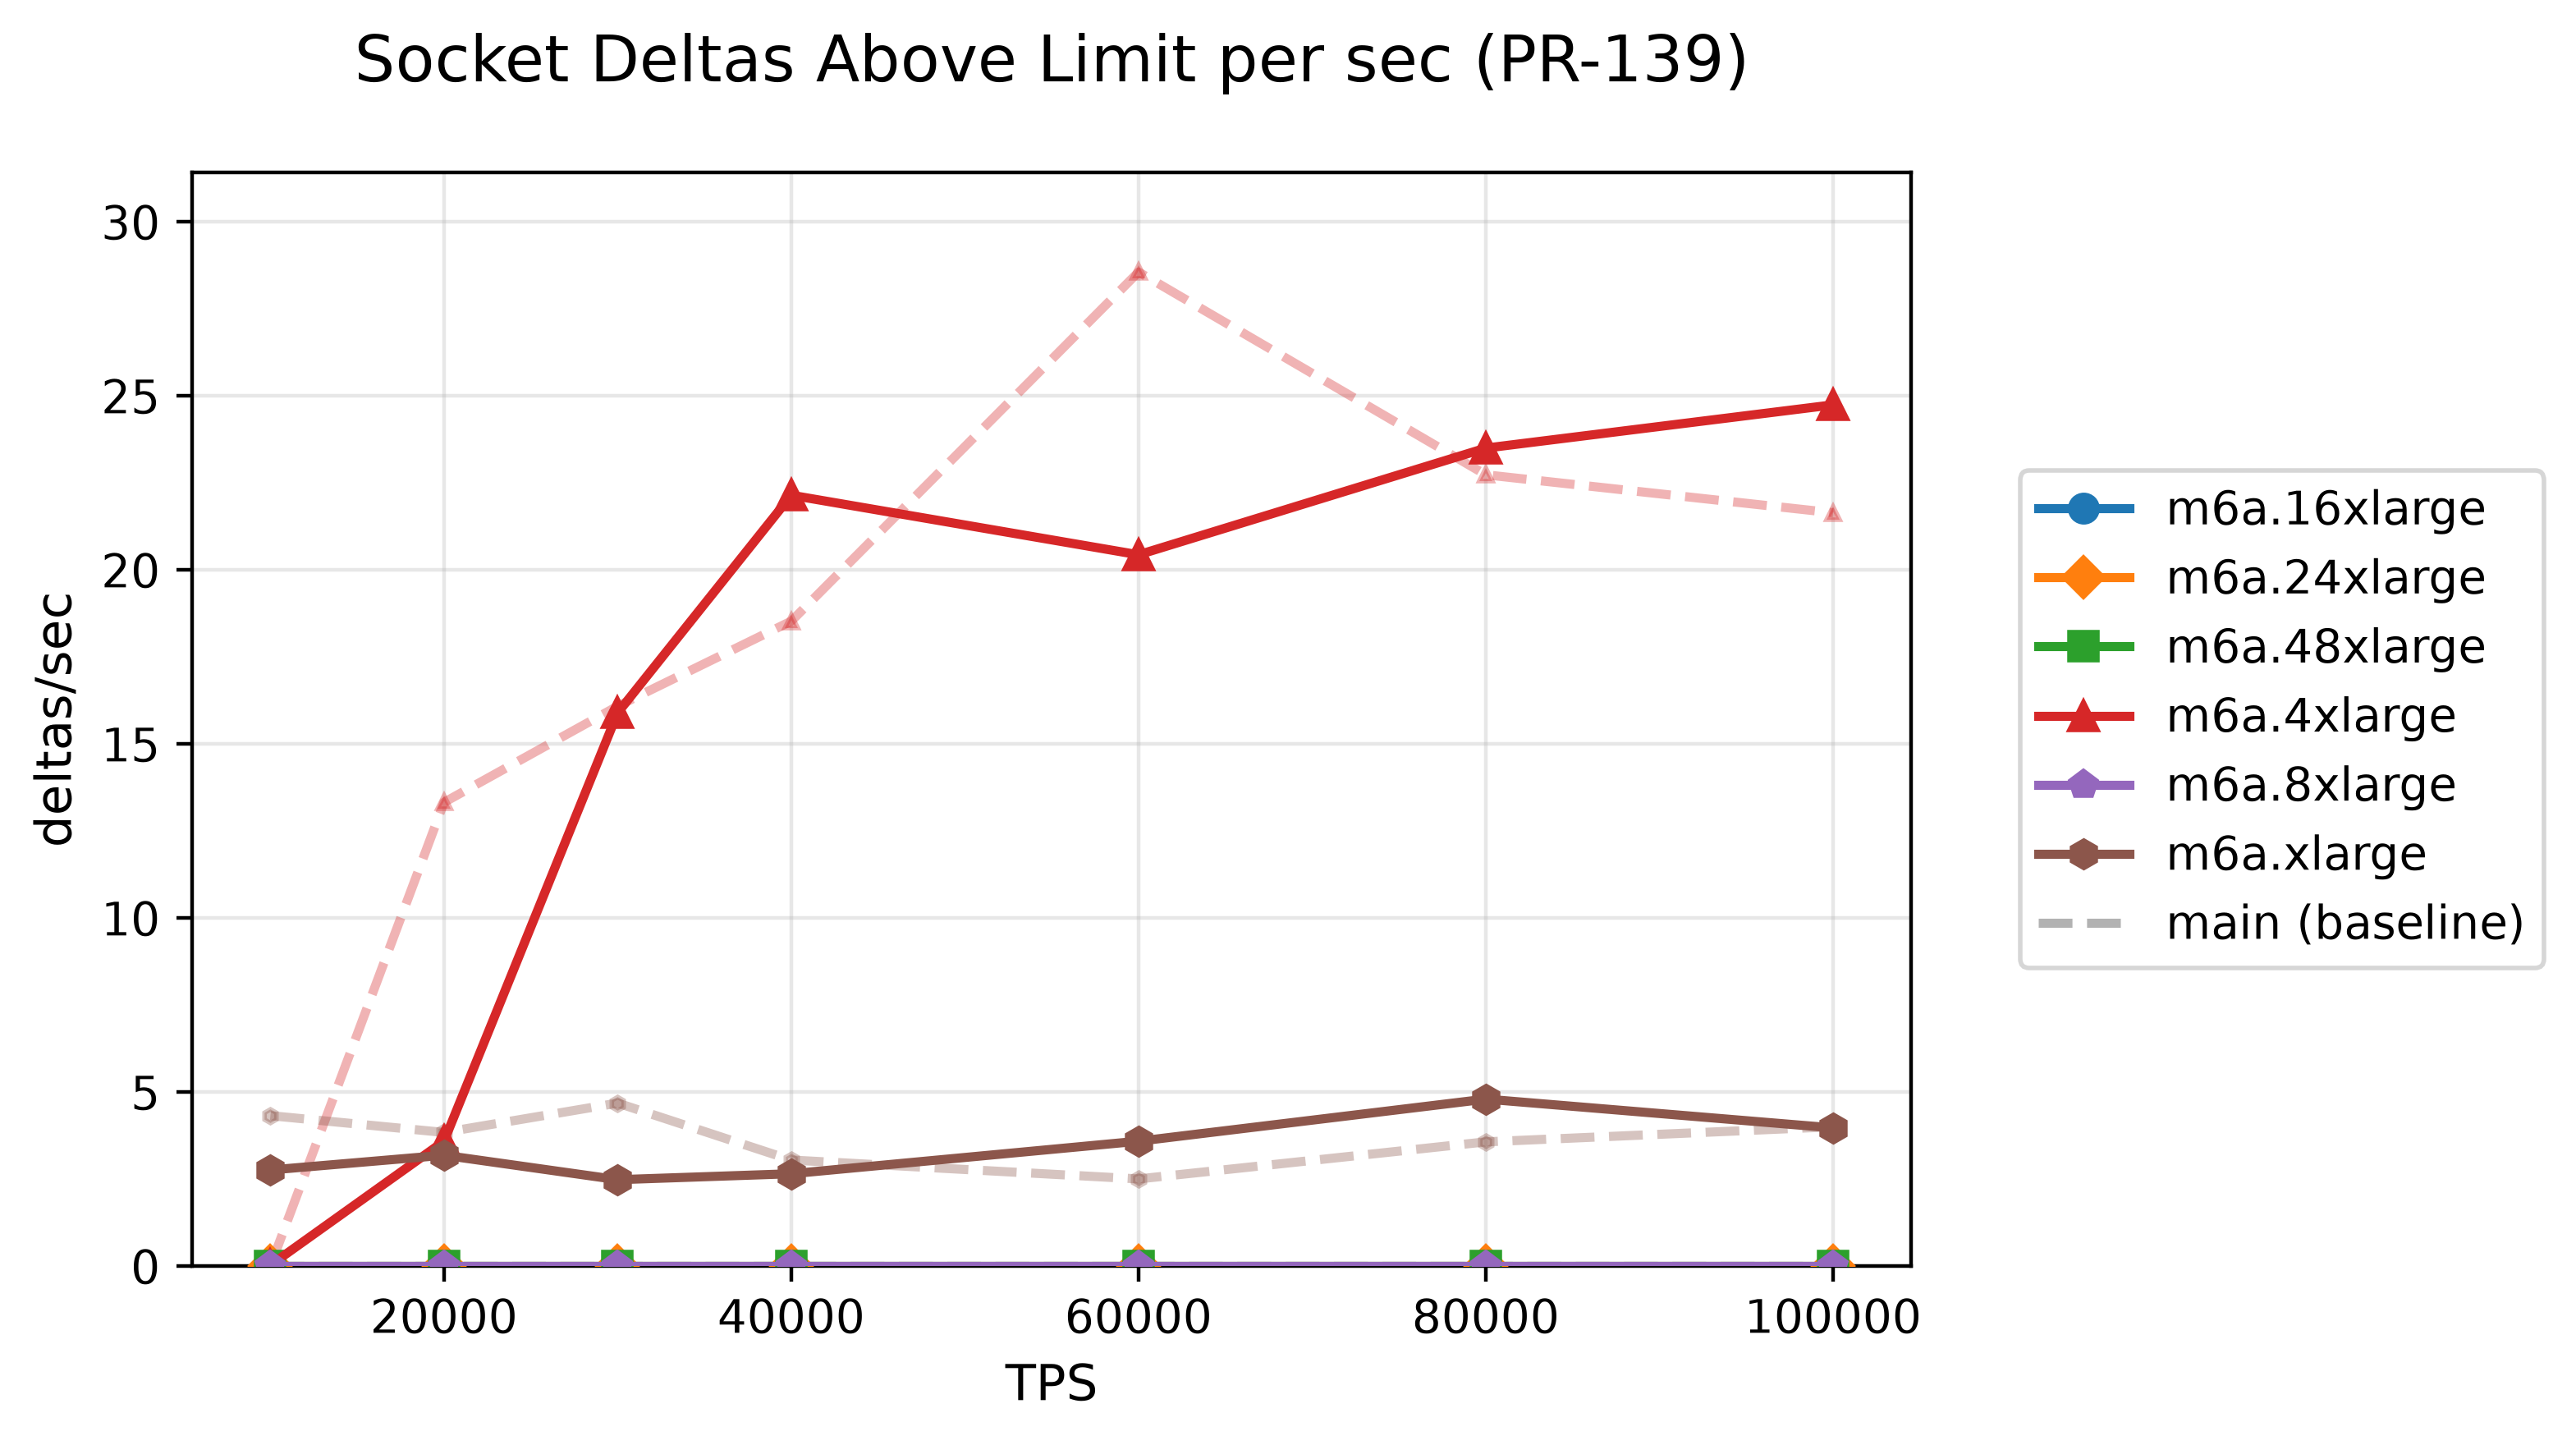 Socket Deltas Above Limit per sec (PR-139)
30
25
20
15
10
5
0
deltas/sec
20000
40000
60000
80000
100000
TPS
m6a.16xlarge
m6a.24xlarge
m6a.48xlarge
m6a.4xlarge
m6a.8xlarge
m6a.xlarge
main (baseline)